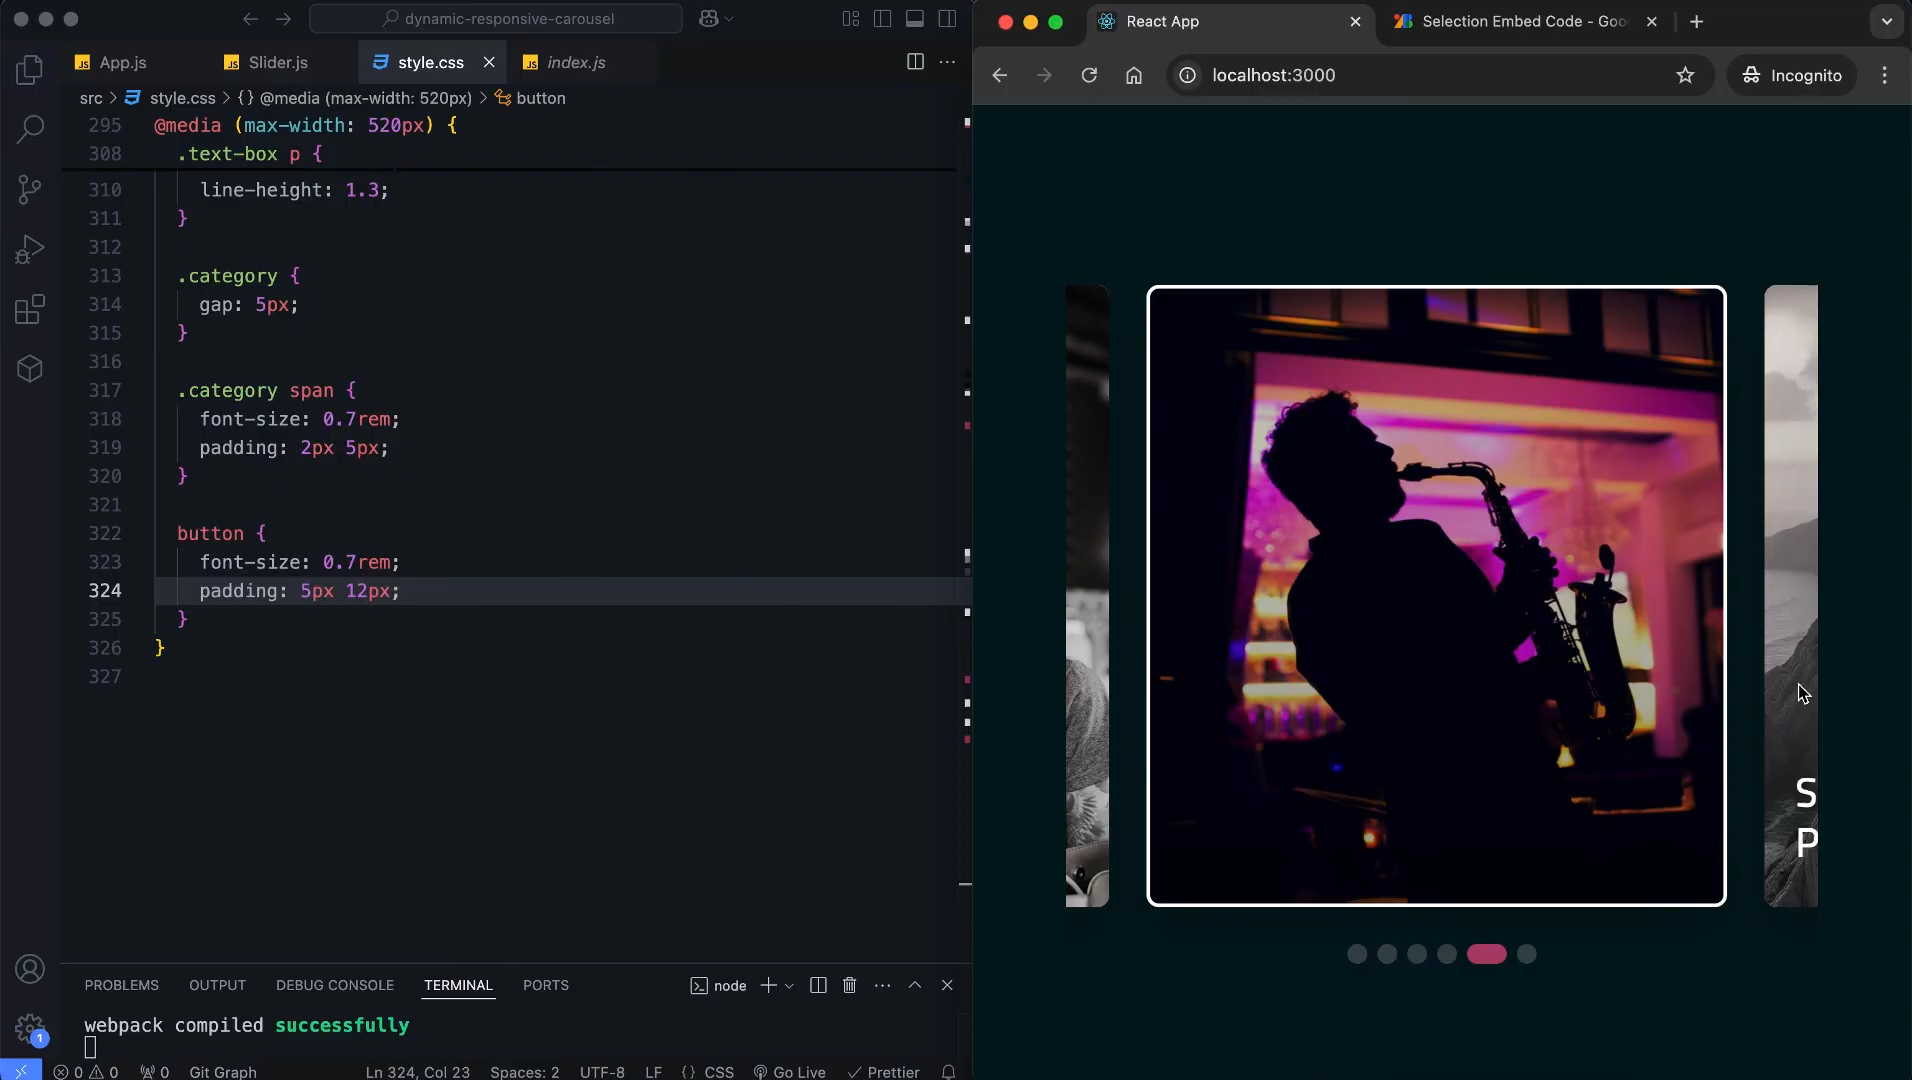 dynamic-responsive-carousel
App.js
Slider.js
style.css
index.js
src > style.css > {} @media (max-width: 520px) > button
295 @media (max-width: 520px) {
308 .text-box p {
310 line-height: 1.3;
311 }
312
313 .category {
314 gap: 5px;
315 }
316
317 .category span {
318 font-size: 0.7rem;
319 padding: 2px 5px;
320 }
321
322 button {
323 font-size: 0.7rem;
324 padding: 5px 12px;
325 }
326 }
327
PROBLEMS OUTPUT DEBUG CONSOLE TERMINAL PORTS
node
webpack compiled successfully
1
0 0 0 Git Graph Ln 324, Col 23 Spaces: 2 UTF-8 LF {} CSS Go Live Prettier
React App
Selection Embed Code - Goo
localhost:3000
Incognito
S
P